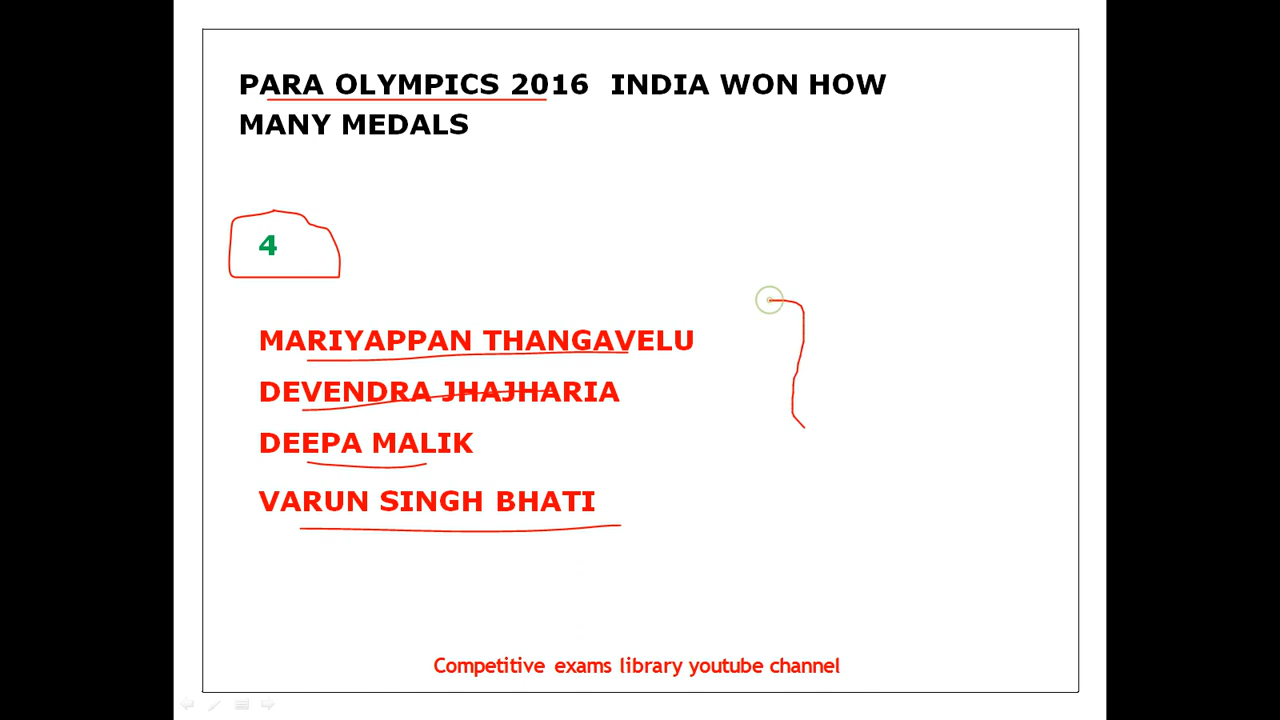 PARA OLYMPICS 2016 INDIA WON HOW
MANY MEDALS
4
MARIYAPPAN THANGAVELU
DEVENDRA JHAJHARIA
DEEPA MALIK
VARUN SINGH BHATI
Competitive exams library youtube channel